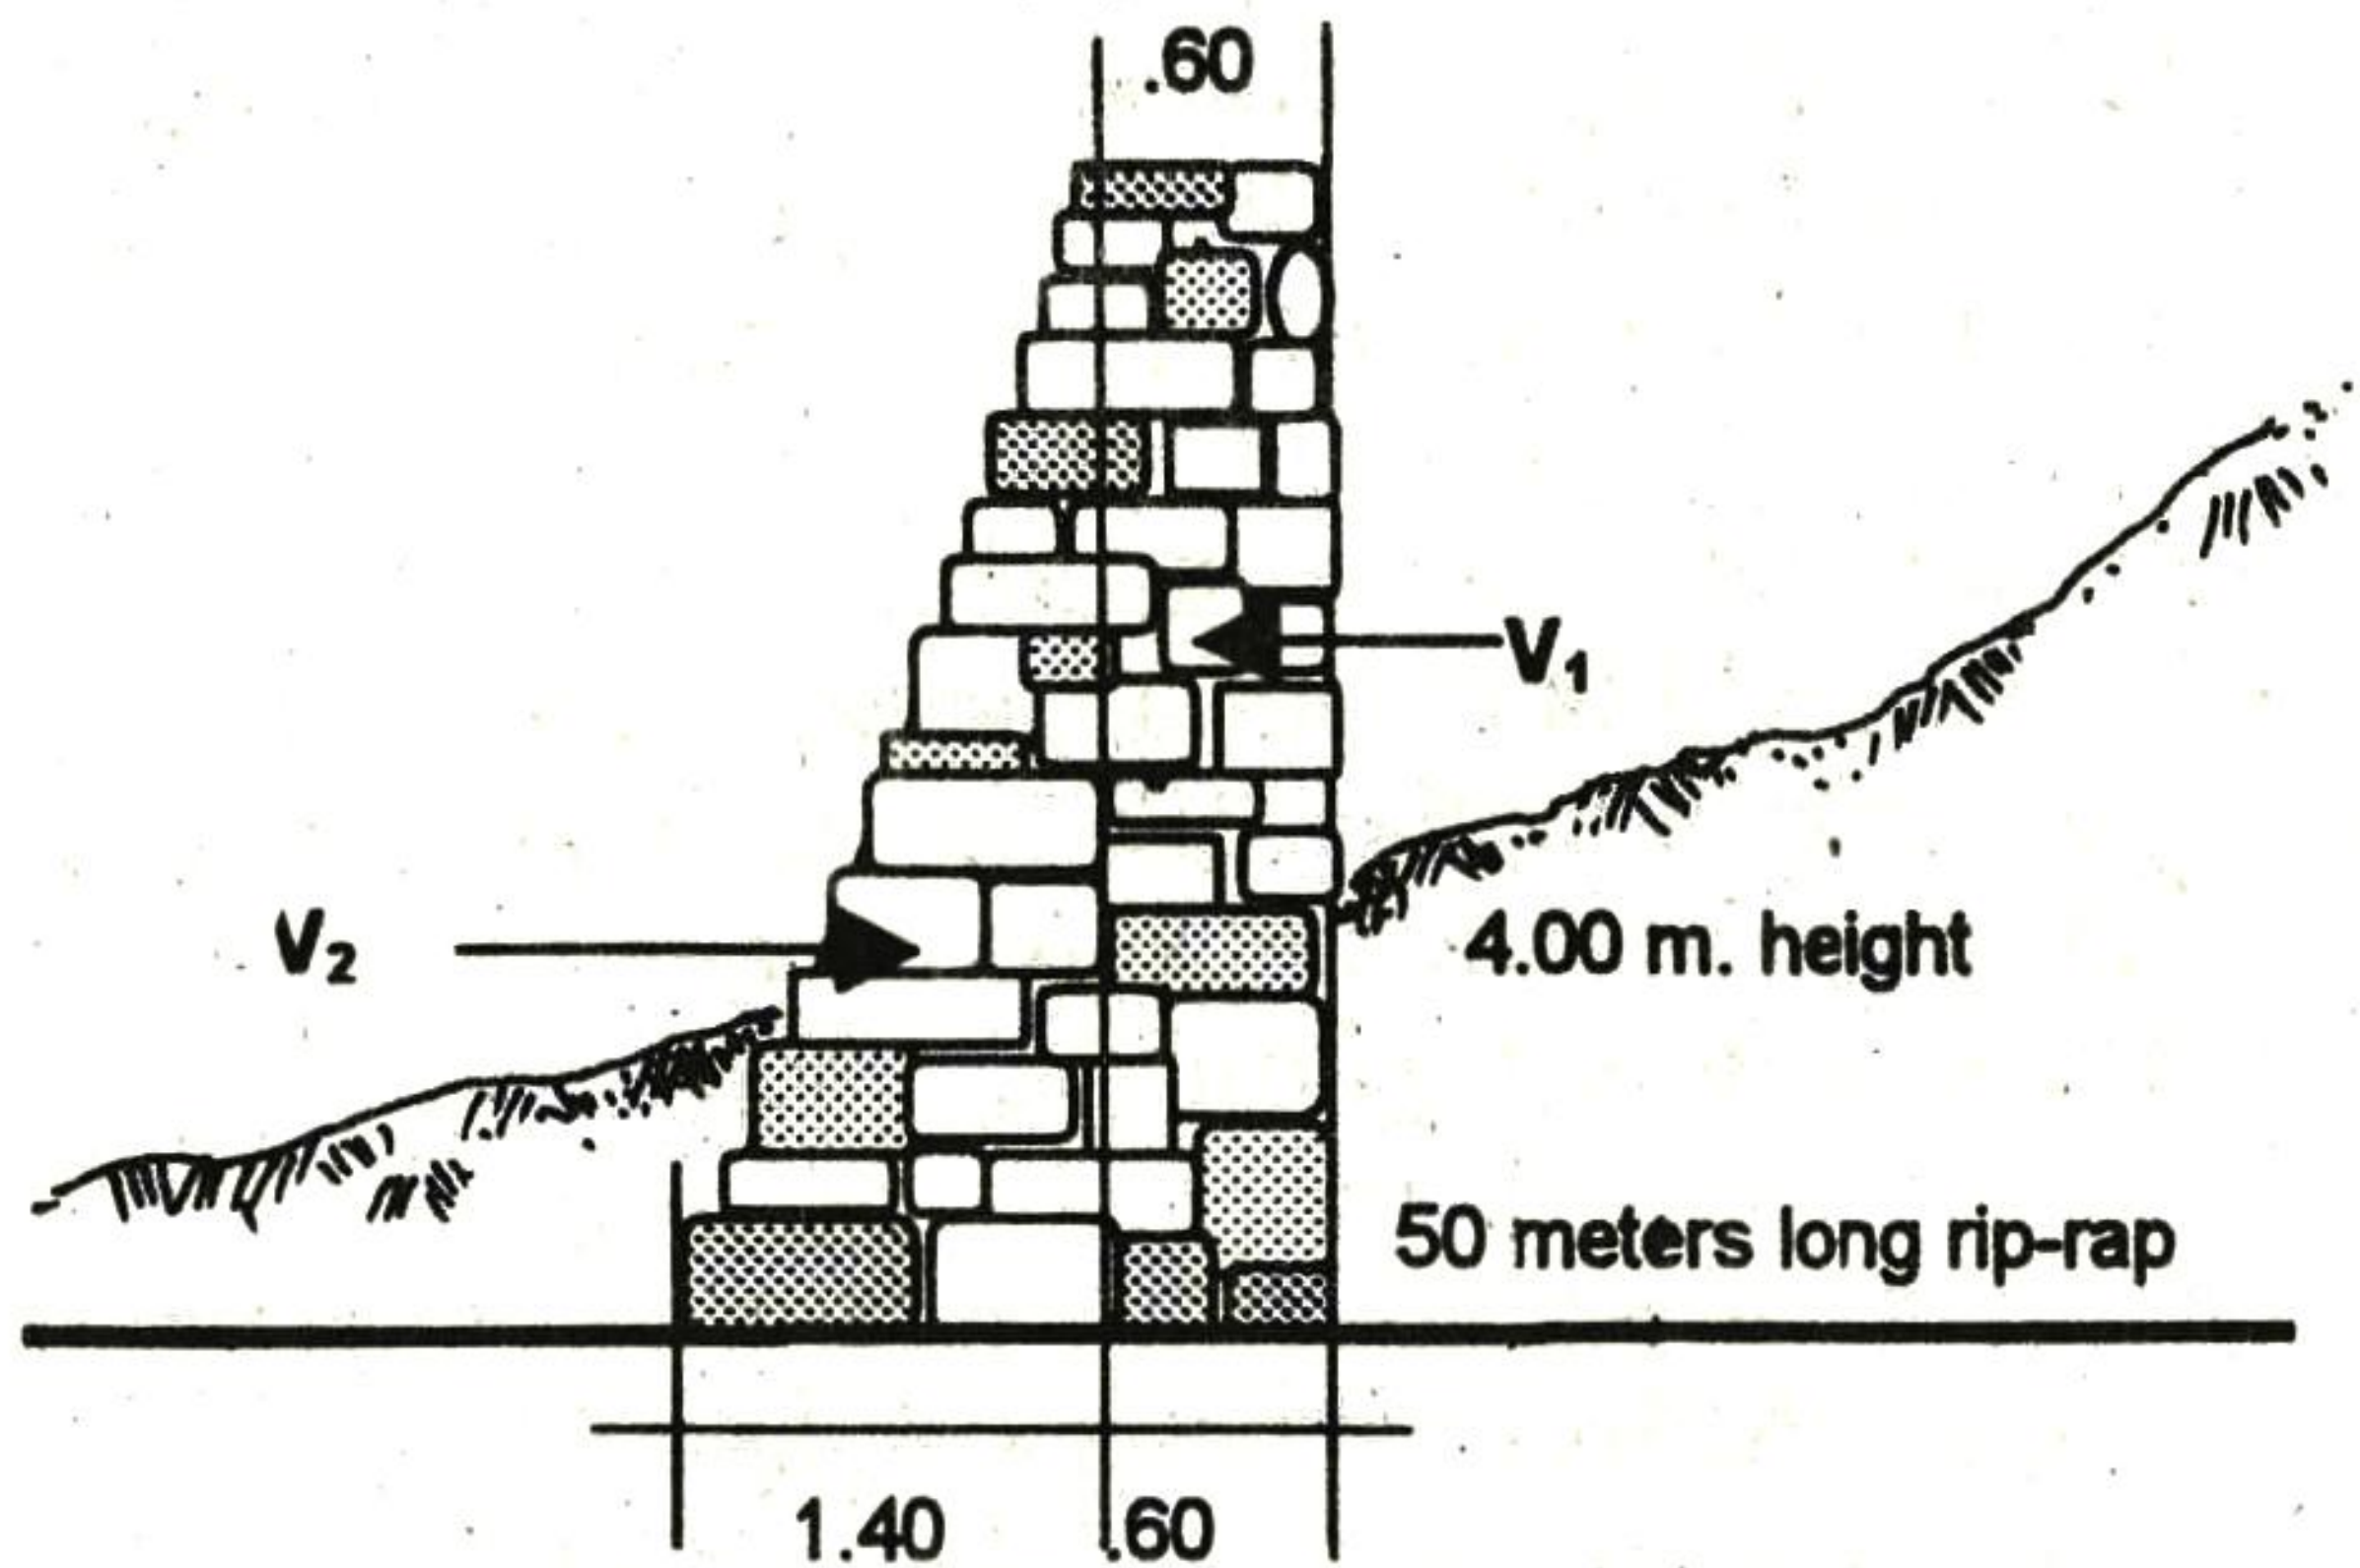 .60
V₁
V₂
4.00 m. height
50 meters long rip-rap
1.40
.60